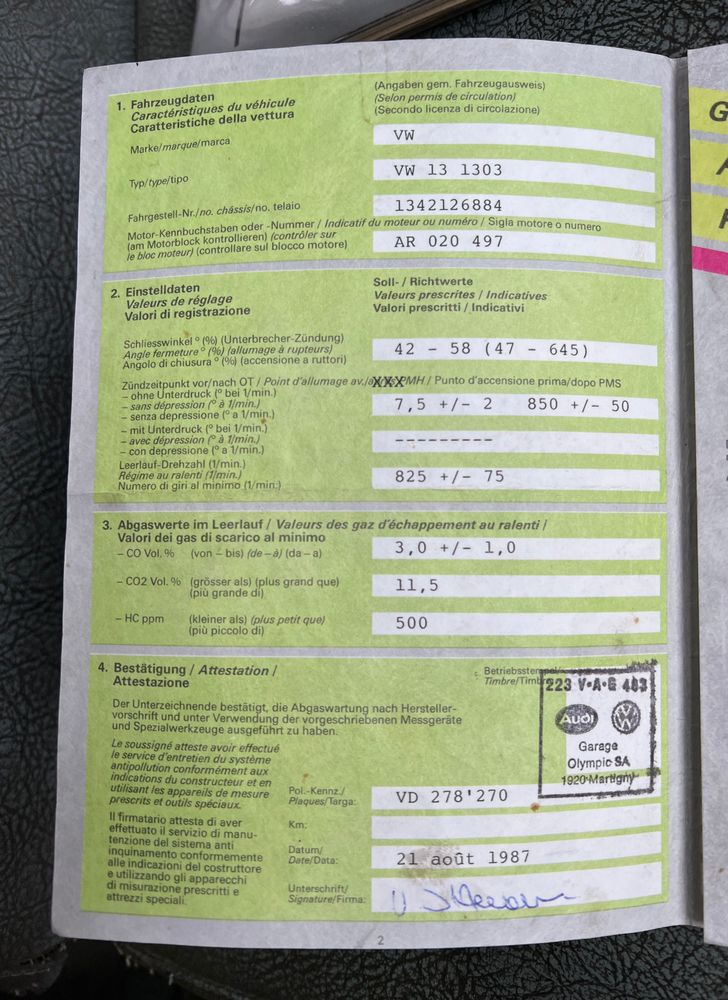 1. Fahrzeugdaten
Caractéristiques du véhicule
Caratteristiche della vettura
(Angaben gem. Fahrzeugausweis)
(Selon permis de circulation)
(Secondo licenza di circolazione)
Marke/marque/marca
VW
Typ/type/tipo
VW 13 1303
Fahrgestell-Nr./no. châssis/no. telaio
1342126884
Motor-Kennbuchstaben oder -Nummer / Indicatif du moteur ou numéro / Sigla motore o numero
(am Motorblock kontrollieren) (contrôler sur
le bloc moteur) (controllare sul blocco motore)
AR 020 497
2. Einstelldaten
Valeurs de réglage
Valori di registrazione
Soll- / Richtwerte
Valeurs prescrites / Indicatives
Valori prescritti / Indicativi
Schliesswinkel ° (%) (Unterbrecher-Zündung)
Angle fermeture ° (%) (allumage à rupteurs)
Angolo di chiusura ° (%) (accensione a ruttori)
42 - 58 (47 - 645)
Zündzeitpunkt vor/nach OT / Point d'allumage av./ XXX PMH / Punto d'accensione prima/dopo PMS
– ohne Unterdruck (° bei 1/min.)
– sans dépression (° à 1/min.)
– senza depressione (° a 1/min.)
7,5 +/- 2 850 +/- 50
– mit Unterdruck (° bei 1/min.)
– avec dépression (° à 1/min.)
– con depressione (° a 1/min.)
---------
Leerlauf-Drehzahl (1/min.)
Régime au ralenti (1/min.)
Numero di giri al minimo (1/min.)
825 +/- 75
3. Abgaswerte im Leerlauf / Valeurs des gaz d'échappement au ralenti /
Valori dei gas di scarico al minimo
– CO Vol. % (von – bis) (de – à) (da – a)
3,0 +/- 1,0
– CO2 Vol. % (grösser als) (plus grand que)
(più grande di)
11,5
– HC ppm (kleiner als) (plus petit que)
(più piccolo di)
500
4. Bestätigung / Attestation /
Attestazione
Betriebsstempel/
Timbre/Timbro
223 V•A•G 403
Audi
VW
Garage
Olympic SA
1920 Martigny
Der Unterzeichnende bestätigt, die Abgaswartung nach Hersteller-
vorschrift und unter Verwendung der vorgeschriebenen Messgeräte
und Spezialwerkzeuge ausgeführt zu haben.
Le soussigné atteste avoir effectué
le service d'entretien du système
antipollution conformément aux
indications du constructeur et en
utilisant les appareils de mesure
prescrits et outils spéciaux.
Il firmatario attesta di aver
effettuato il servizio di manu-
tenzione del sistema anti
inquinamento conformemente
alle indicazioni del costruttore
e utilizzando gli apparecchi
di misurazione prescritti e
attrezzi speciali.
Pol.-Kennz./
Plaques/Targa:
VD 278'270
Km:
Datum/
Date/Data:
21 août 1987
Unterschrift/
Signature/Firma:
2